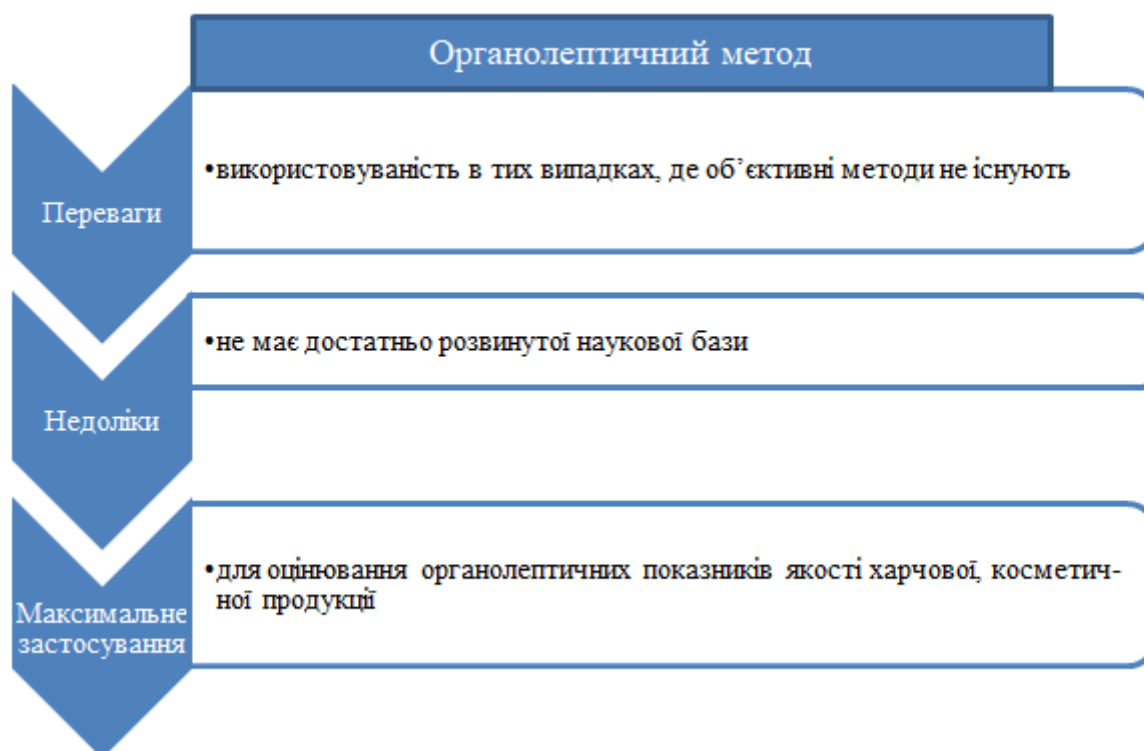 Органолептичний метод
Переваги
•використовуваність в тих випадках, де об’єктивні методи не існують
Недоліки
•не має достатньо розвинутої наукової бази
Максимальне
застосування
•для оцінювання органолептичних показників якості харчової, косметич-
ної продукції